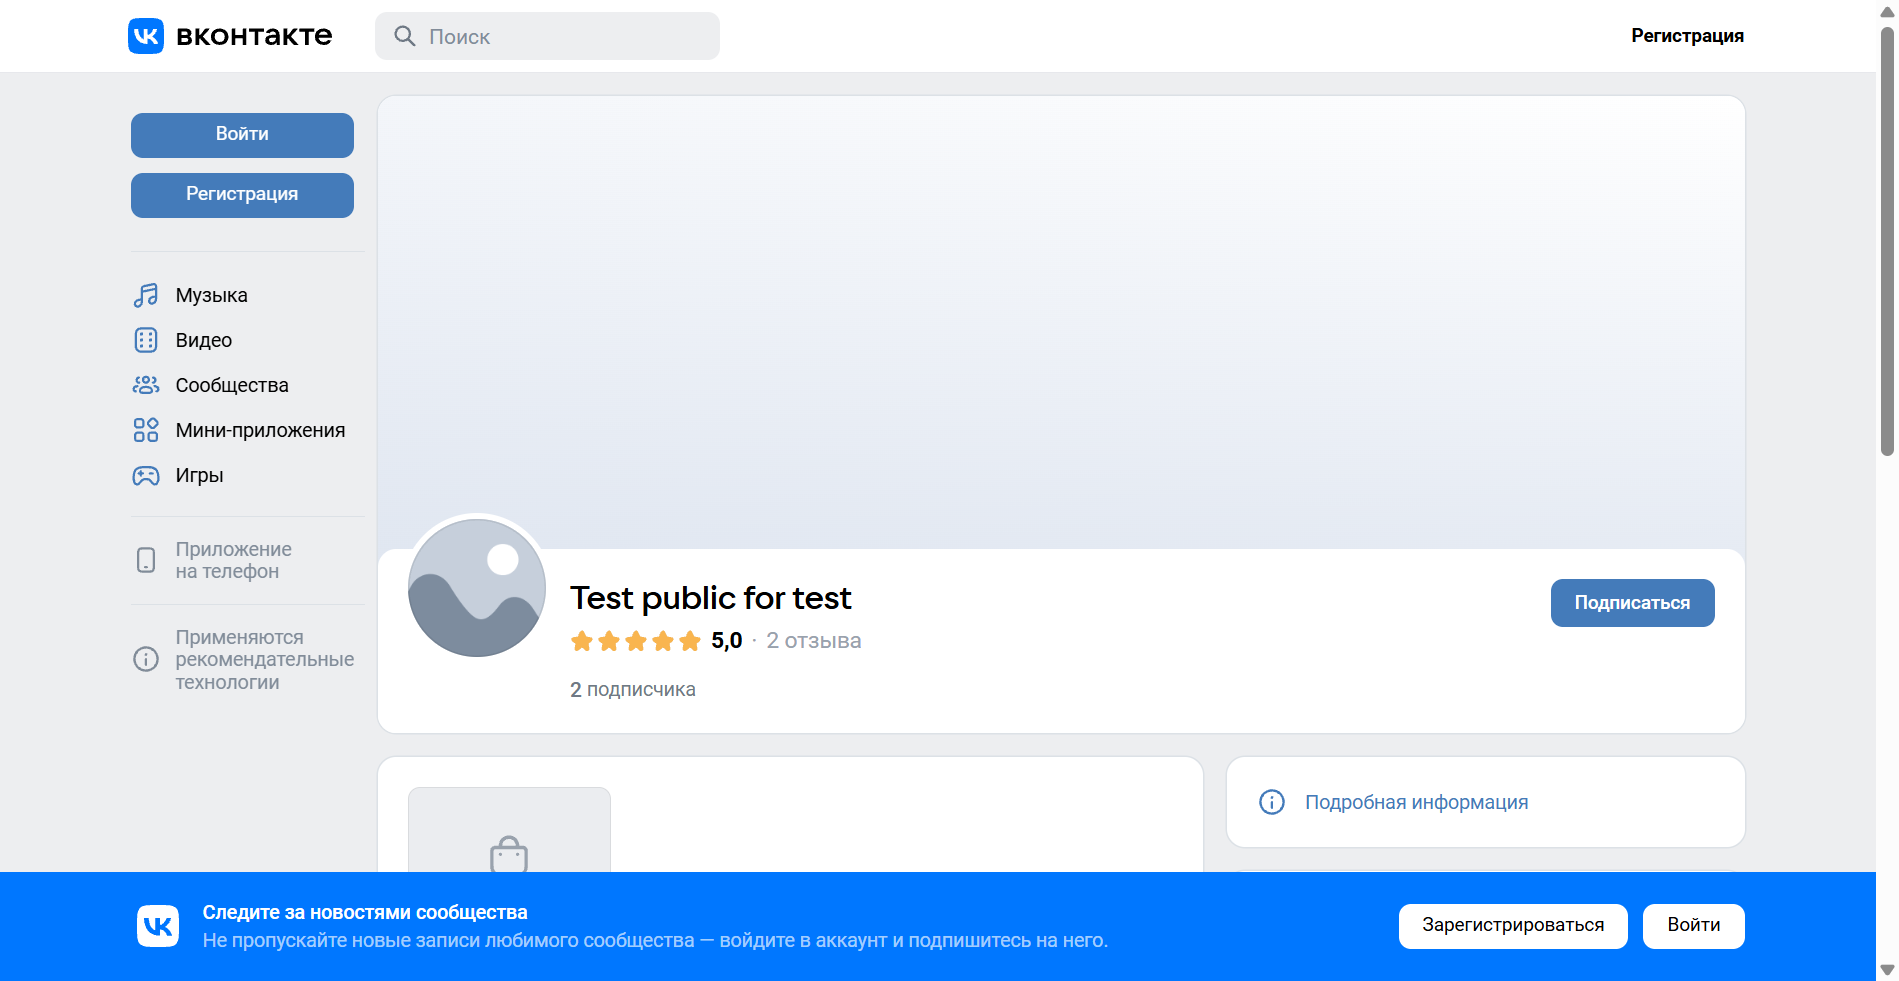 вконтакте
Поиск
Регистрация
Войти
Регистрация
Музыка
Видео
Сообщества
Мини-приложения
Игры
Приложение
на телефон
Применяются
рекомендательные
технологии
Test public for test
5,0 · 2 отзыва
2 подписчика
Подписаться
Подробная информация
Следите за новостями сообщества
Не пропускайте новые записи любимого сообщества — войдите в аккаунт и подпишитесь на него.
Зарегистрироваться
Войти